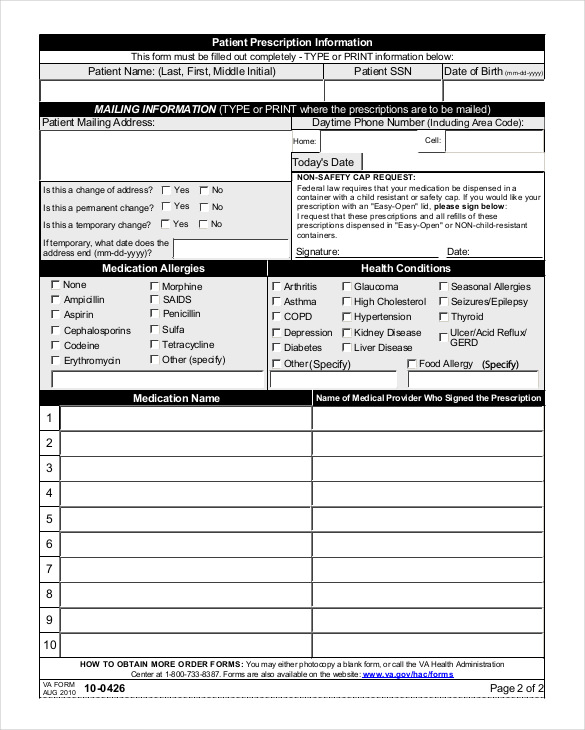 Patient Prescription Information
This form must be filled out completely - TYPE or PRINT information below:
Patient Name: (Last, First, Middle Initial) Patient SSN Date of Birth (mm-dd-yyyy)
MAILING INFORMATION (TYPE or PRINT where the prescriptions are to be mailed)
Patient Mailing Address: Daytime Phone Number (Including Area Code):
Home: Cell:
Today's Date
NON-SAFETY CAP REQUEST:
Federal law requires that your medication be dispensed in a
container with a child resistant or safety cap. If you would like your
prescription with an "Easy-Open" lid, please sign below:
I request that these prescriptions and all refills of these
prescriptions dispensed in "Easy-Open" or NON-child-resistant
containers.
Signature: Date:
Is this a change of address? Yes No
Is this a permanent change? Yes No
Is this a temporary change? Yes No
If temporary, what date does the
address end (mm-dd-yyyy)?
Medication Allergies Health Conditions
None Morphine
Ampicillin SAIDS
Aspirin Penicillin
Cephalosporins Sulfa
Codeine Tetracycline
Erythromycin Other (specify)
Arthritis Glaucoma Seasonal Allergies
Asthma High Cholesterol Seizures/Epilepsy
COPD Hypertension Thyroid
Depression Kidney Disease Ulcer/Acid Reflux/
GERD
Diabetes Liver Disease
Other (Specify) Food Allergy (Specify)
Medication Name Name of Medical Provider Who Signed the Prescription
1
2
3
4
5
6
7
8
9
10
HOW TO OBTAIN MORE ORDER FORMS: You may either photocopy a blank form, or call the VA Health Administration
Center at 1-800-733-8387. Forms are also available on the website: www.va.gov/hac/forms
VA FORM
AUG 2010 10-0426 Page 2 of 2